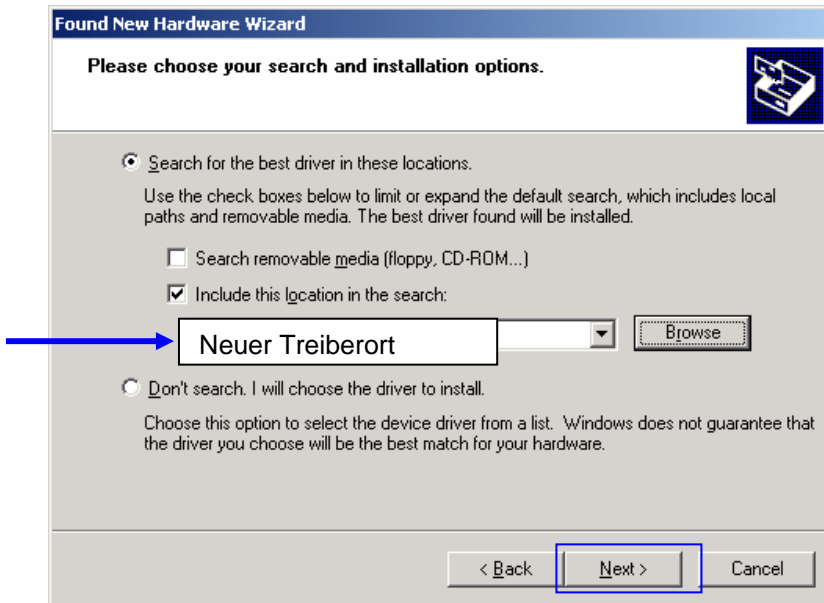 Found New Hardware Wizard
Please choose your search and installation options.
Search for the best driver in these locations.
Use the check boxes below to limit or expand the default search, which includes local
paths and removable media. The best driver found will be installed.
Search removable media (floppy, CD-ROM...)
Include this location in the search:
Neuer Treiberort
Browse
Don't search. I will choose the driver to install.
Choose this option to select the device driver from a list. Windows does not guarantee that
the driver you choose will be the best match for your hardware.
< Back Next > Cancel